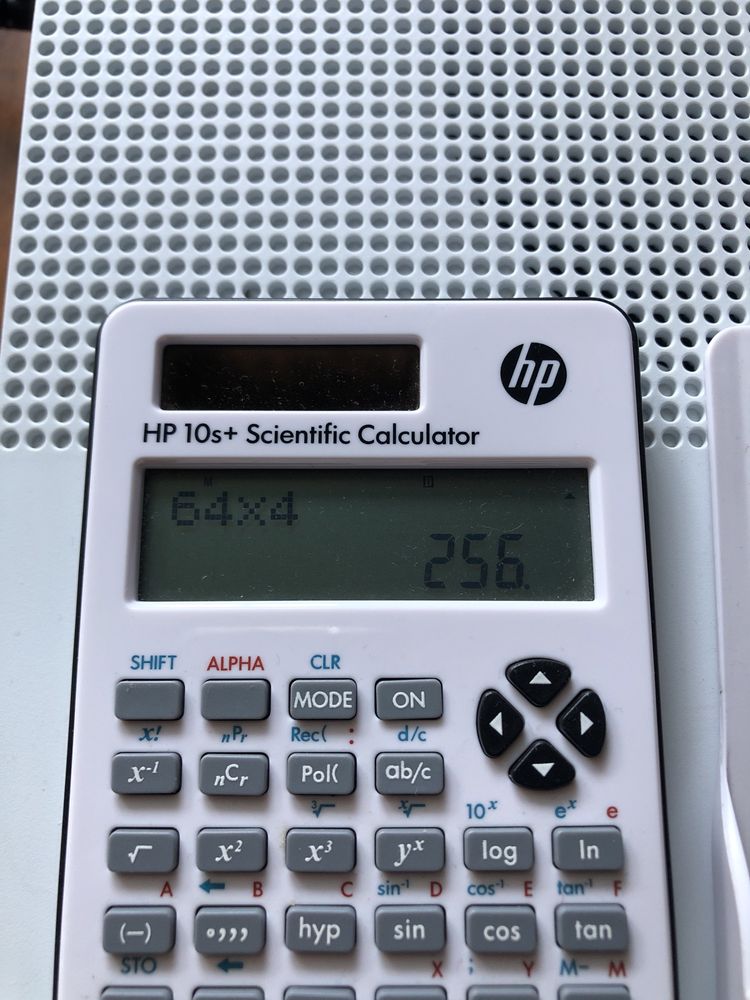 hp
HP 10s+ Scientific Calculator
M D
64x4
256.
SHIFT ALPHA CLR
MODE ON
x! nPr Rec( : d/c
x-1 nCr Pol( ab/c
3√ x√ 10x ex e
√ x2 x3 yx log ln
A ← B C sin-1 D cos-1 E tan-1 F
(—) °,,, hyp sin cos tan
STO ← X ; Y M– M